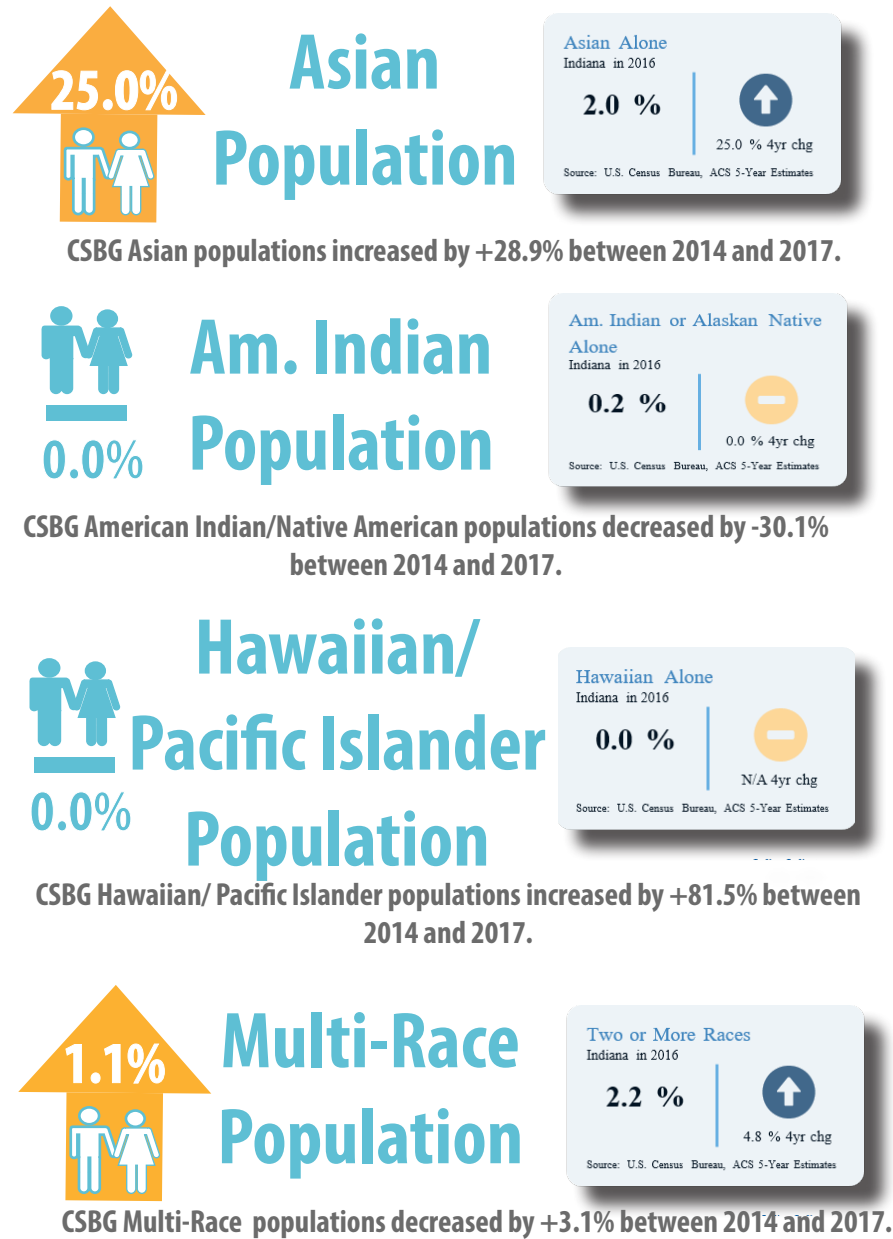 25.0%
Asian
Population
Asian Alone
Indiana in 2016
2.0 %
25.0 % 4yr chg
Source: U.S. Census Bureau, ACS 5-Year Estimates
CSBG Asian populations increased by +28.9% between 2014 and 2017.
0.0%
Am. Indian
Population
Am. Indian or Alaskan Native
Alone
Indiana in 2016
0.2 %
0.0 % 4yr chg
Source: U.S. Census Bureau, ACS 5-Year Estimates
CSBG American Indian/Native American populations decreased by -30.1%
between 2014 and 2017.
0.0%
Hawaiian/
Pacific Islander
Population
Hawaiian Alone
Indiana in 2016
0.0 %
N/A 4yr chg
Source: U.S. Census Bureau, ACS 5-Year Estimates
CSBG Hawaiian/ Pacific Islander populations increased by +81.5% between
2014 and 2017.
1.1%
Multi-Race
Population
Two or More Races
Indiana in 2016
2.2 %
4.8 % 4yr chg
Source: U.S. Census Bureau, ACS 5-Year Estimates
CSBG Multi-Race populations decreased by +3.1% between 2014 and 2017.